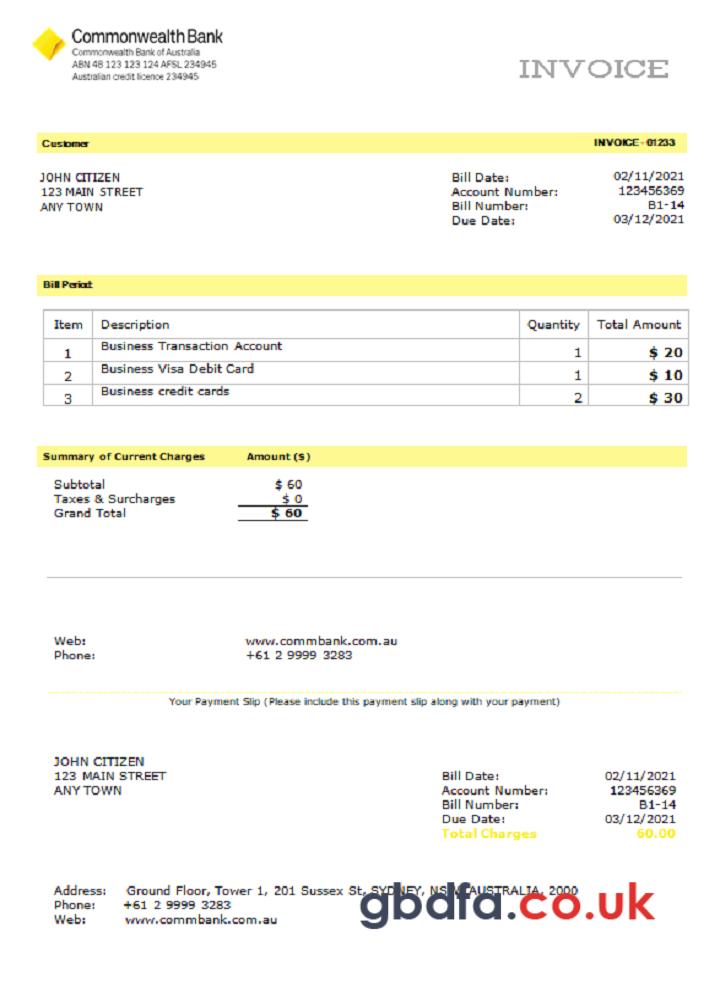 Commonwealth Bank
Commonwealth Bank of Australia
ABN 48 123 123 124 AFSL 234945
Australian credit licence 234945
INVOICE
Customer INVOICE - 01233
JOHN CITIZEN
123 MAIN STREET
ANY TOWN
Bill Date: 02/11/2021
Account Number: 123456369
Bill Number: B1-14
Due Date: 03/12/2021
Bill Period:
Item Description Quantity Total Amount
1 Business Transaction Account 1 $ 20
2 Business Visa Debit Card 1 $ 10
3 Business credit cards 2 $ 30
Summary of Current Charges Amount ($)
Subtotal $ 60
Taxes & Surcharges $ 0
Grand Total $ 60
Web: www.commbank.com.au
Phone: +61 2 9999 3283
Your Payment Slip (Please include this payment slip along with your payment)
JOHN CITIZEN
123 MAIN STREET
ANY TOWN
Bill Date: 02/11/2021
Account Number: 123456369
Bill Number: B1-14
Due Date: 03/12/2021
Total Charges 60.00
Address: Ground Floor, Tower 1, 201 Sussex St, SYDNEY, NSW, AUSTRALIA, 2000
Phone: +61 2 9999 3283
Web: www.commbank.com.au
gbdfa.co.uk